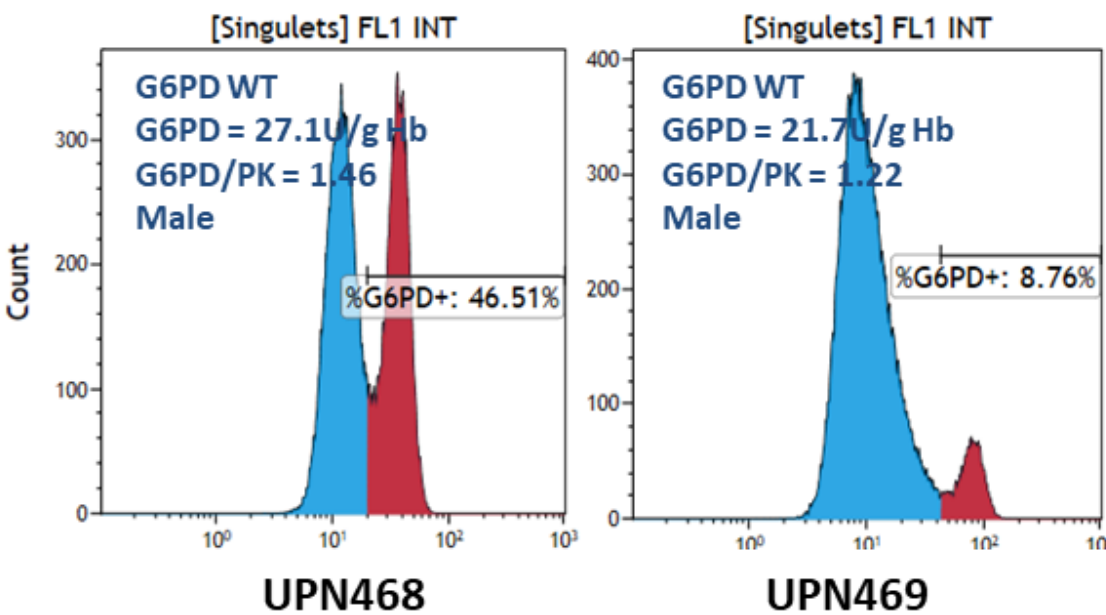 [Singulets] FL1 INT
G6PD WT
G6PD = 27.1U/g Hb
G6PD/PK = 1.46
Male
%G6PD+: 46.51%
Count
300
200
100
0
10⁰
10¹
10²
10³
UPN468
[Singulets] FL1 INT
G6PD WT
G6PD = 21.7U/g Hb
G6PD/PK = 1.22
Male
%G6PD+: 8.76%
400
300
200
100
0
10⁰
10¹
10²
10
UPN469